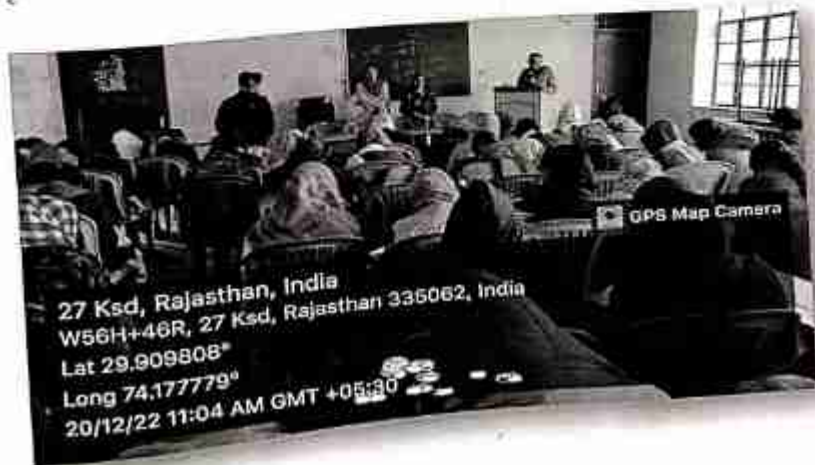 GPS Map Camera
27 Ksd, Rajasthan, India
W56H+46R, 27 Ksd, Rajasthan 335062, India
Lat 29.909808°
Long 74.177779°
20/12/22 11:04 AM GMT +05:30